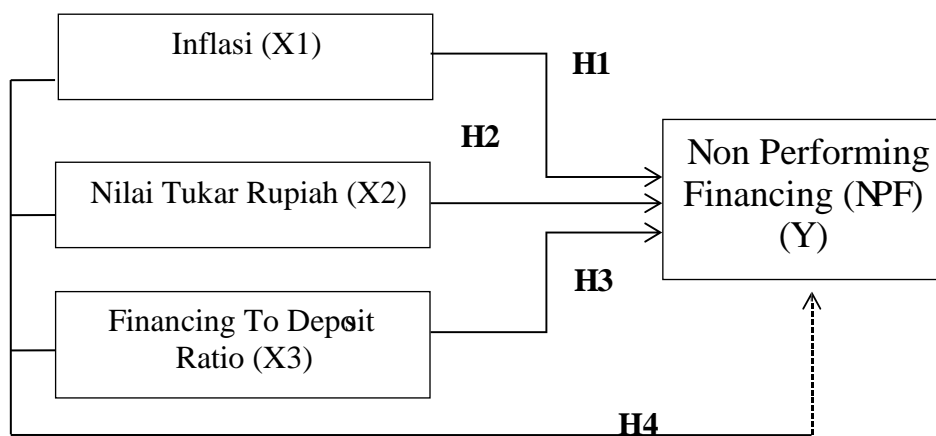 Inflasi (X1)
H1
H2
Nilai Tukar Rupiah (X2)
Non Performing
Financing (NPF)
(Y)
H3
Financing To Deposit
Ratio (X3)
H4